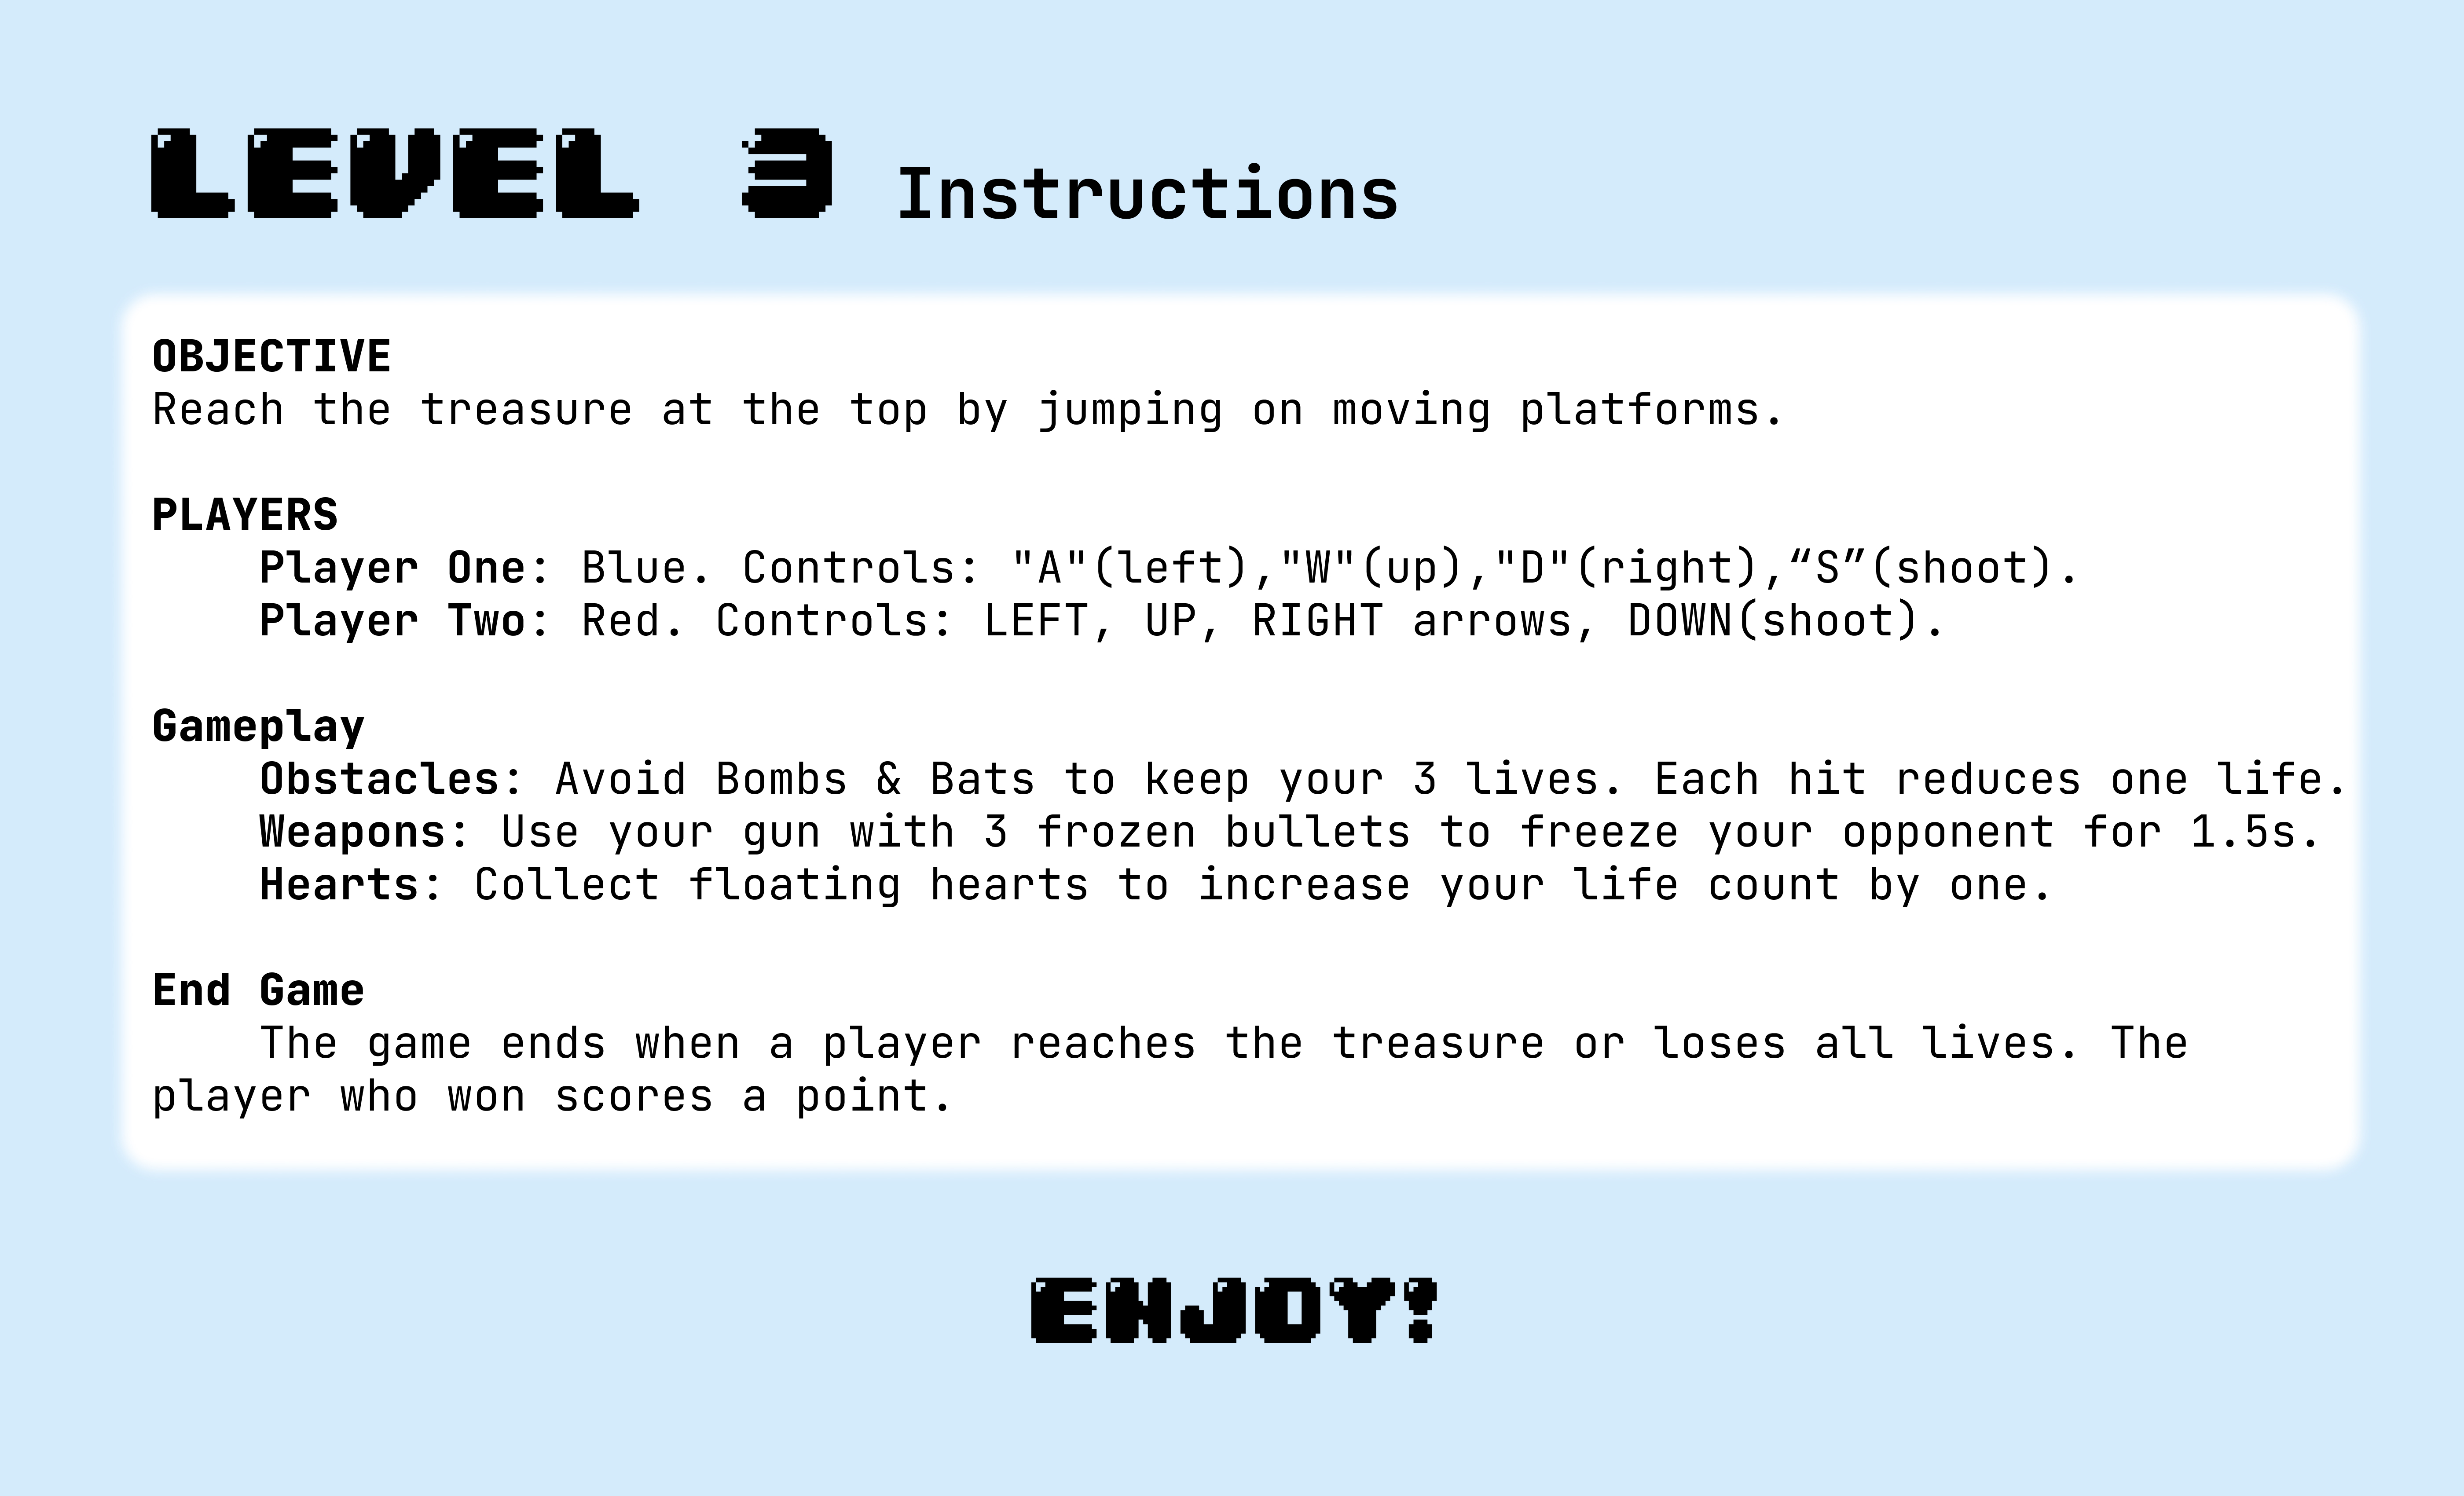 LEVEL 3 Instructions
OBJECTIVE
Reach the treasure at the top by jumping on moving platforms.
PLAYERS
Player One: Blue. Controls: "A"(left),"W"(up),"D"(right),“S”(shoot).
Player Two: Red. Controls: LEFT, UP, RIGHT arrows, DOWN(shoot).
Gameplay
Obstacles: Avoid Bombs & Bats to keep your 3 lives. Each hit reduces one life.
Weapons: Use your gun with 3 frozen bullets to freeze your opponent for 1.5s.
Hearts: Collect floating hearts to increase your life count by one.
End Game
The game ends when a player reaches the treasure or loses all lives. The
player who won scores a point.
ENJOY!